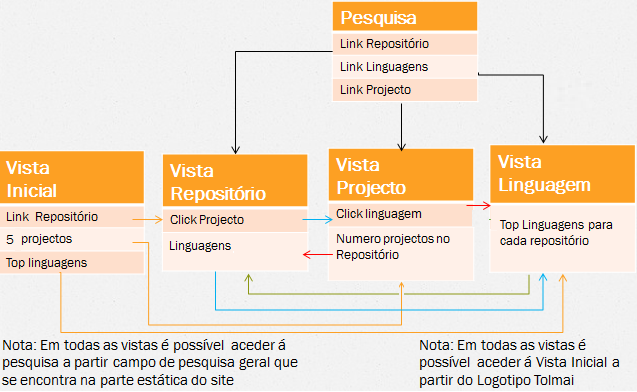 Pesquisa
Link Repositório
Link Linguagens
Link Projecto
Vista
Inicial
Link Repositório
5 projectos
Top linguagens
Vista
Repositório
Click Projecto
Linguagens
Vista
Projecto
Click linguagem
Numero projectos no
Repositório
Vista
Linguagem
Top Linguagens para
cada repositório
Nota: Em todas as vistas é possível aceder á
pesquisa a partir campo de pesquisa geral que
se encontra na parte estática do site
Nota: Em todas as vistas é
possível aceder á Vista Inicial a
partir do Logotipo Tolmai